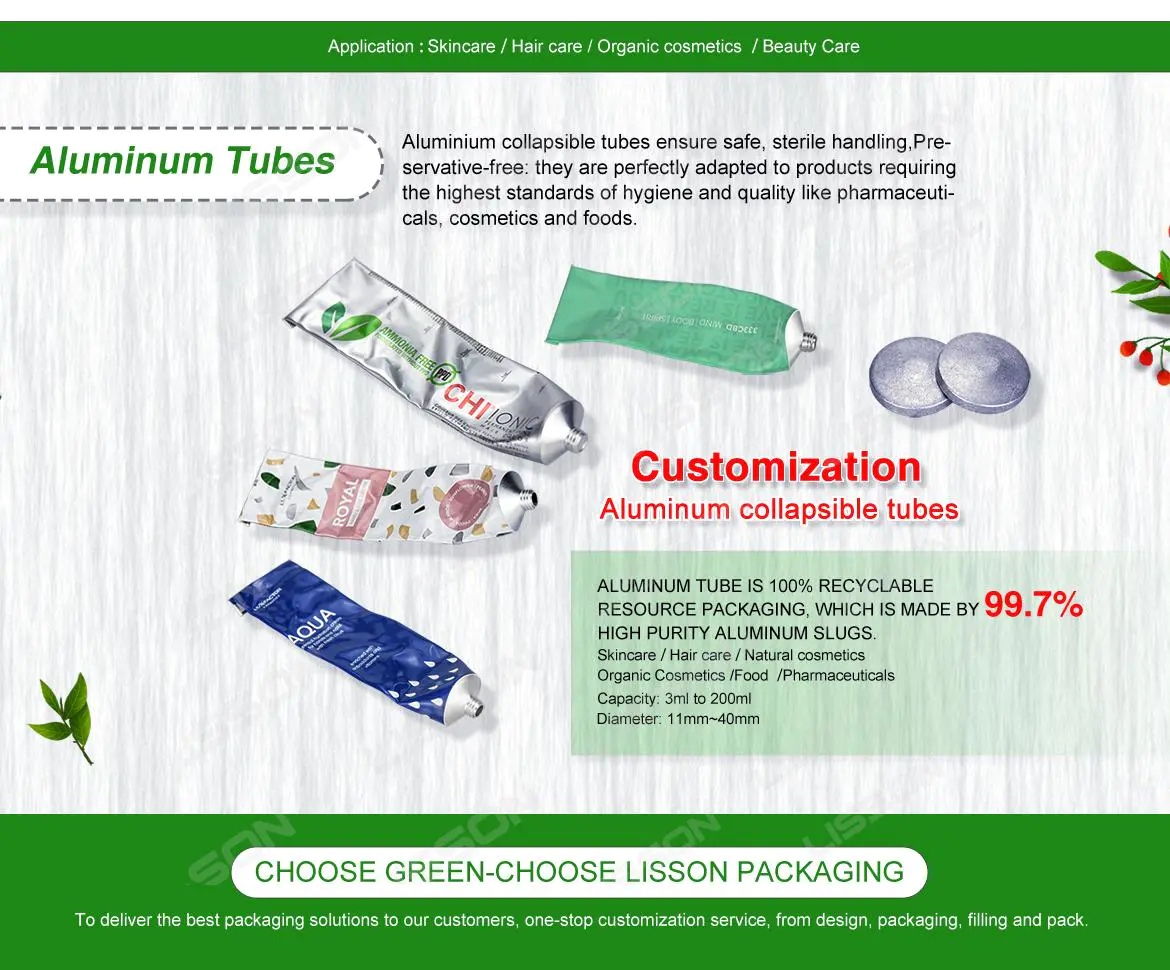 Application : Skincare / Hair care / Organic cosmetics / Beauty Care
Aluminum Tubes
Aluminium collapsible tubes ensure safe, sterile handling,Pre-
servative-free: they are perfectly adapted to products requiring
the highest standards of hygiene and quality like pharmaceuti-
cals, cosmetics and foods.
333CBD MIND BODY SPIRIT
AMMONIA FREE
PPD
CHI IONIC
ROYAL
AQUA
Customization
Aluminum collapsible tubes
ALUMINUM TUBE IS 100% RECYCLABLE
RESOURCE PACKAGING, WHICH IS MADE BY 99.7%
HIGH PURITY ALUMINUM SLUGS.
Skincare / Hair care / Natural cosmetics
Organic Cosmetics /Food /Pharmaceuticals
Capacity: 3ml to 200ml
Diameter: 11mm~40mm
CHOOSE GREEN-CHOOSE LISSON PACKAGING
To deliver the best packaging solutions to our customers, one-stop customization service, from design, packaging, filling and pack.